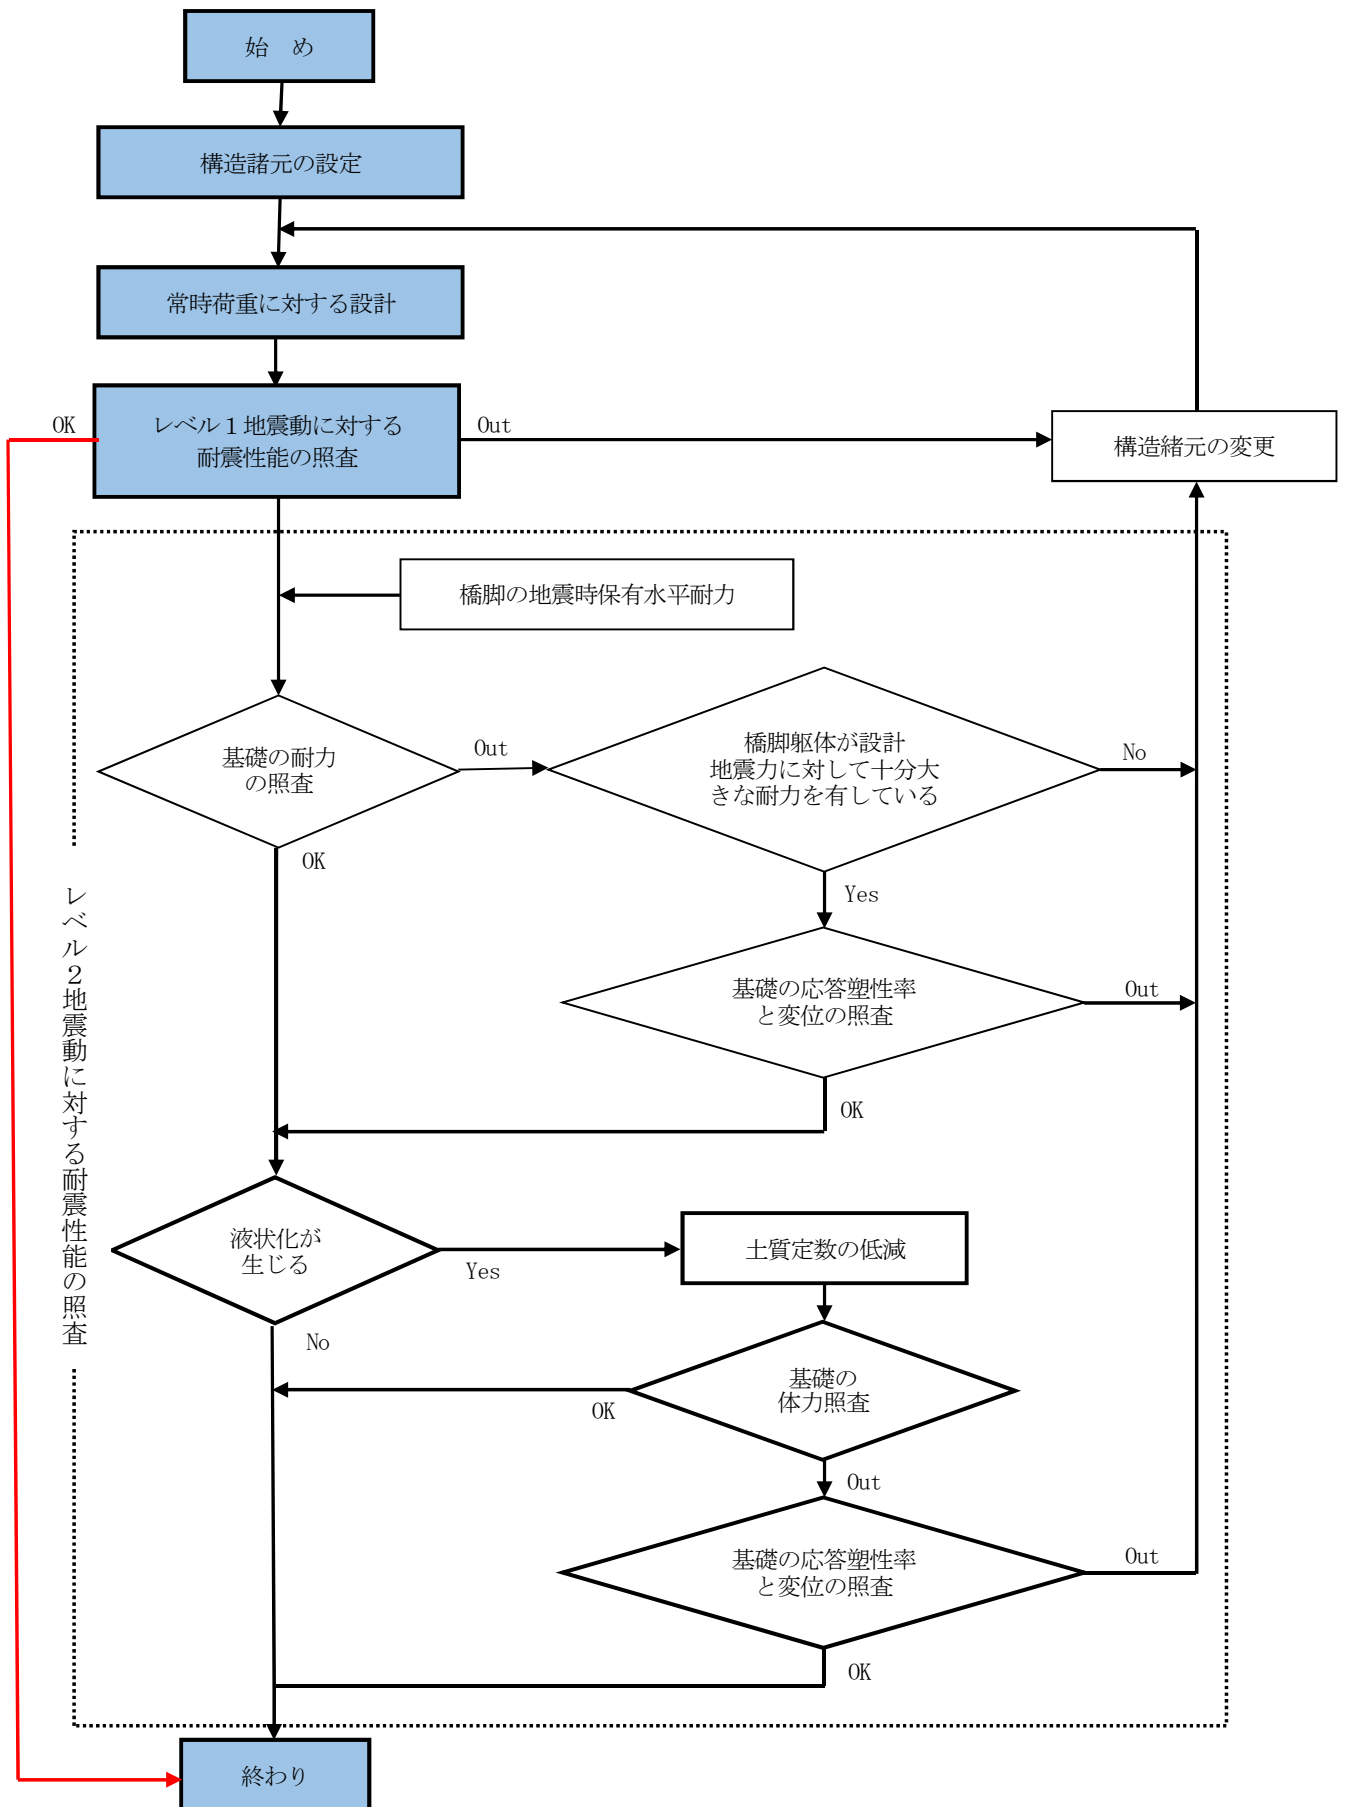 始　め
構造諸元の設定
常時荷重に対する設計
OK
レベル１地震動に対する
耐震性能の照査
Out
構造緒元の変更
橋脚の地震時保有水平耐力
基礎の耐力
の照査
Out
橋脚躯体が設計
地震力に対して十分大
きな耐力を有している
No
OK
Yes
レベル２地震動に対する耐震性能の照査
基礎の応答塑性率
と変位の照査
Out
OK
液状化が
生じる
Yes
土質定数の低減
No
基礎の
体力照査
OK
Out
基礎の応答塑性率
と変位の照査
Out
OK
終わり